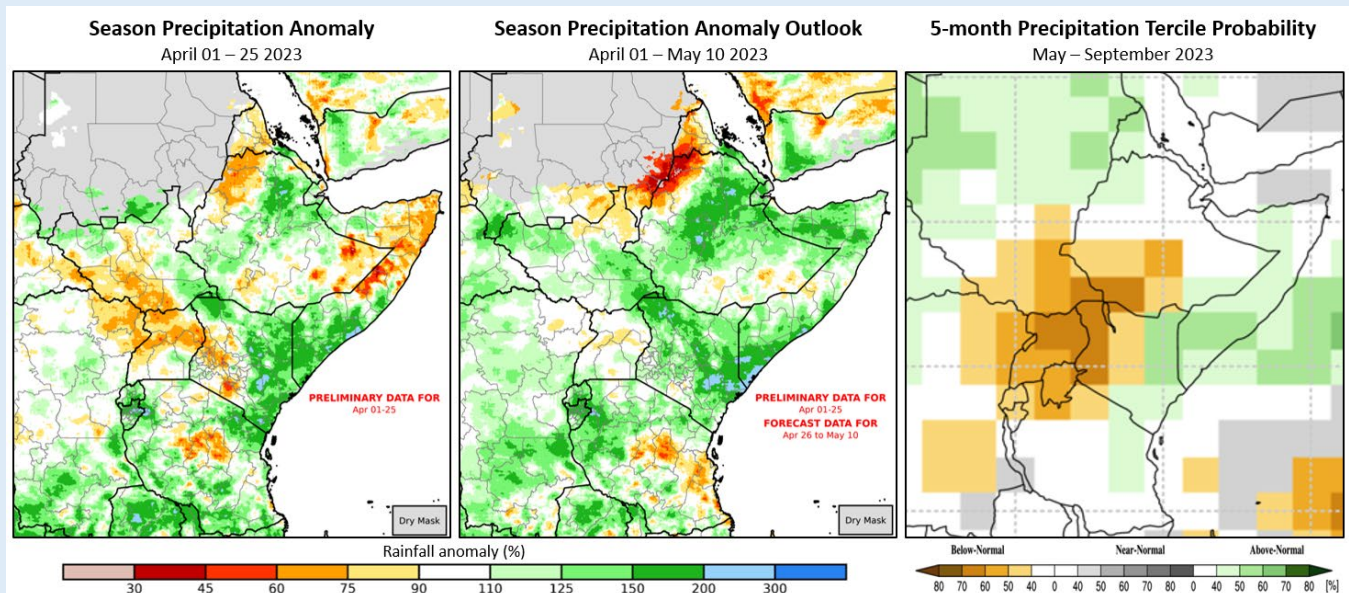 Season Precipitation Anomaly
April 01 – 25 2023
Season Precipitation Anomaly Outlook
April 01 – May 10 2023
5-month Precipitation Tercile Probability
May – September 2023
PRELIMINARY DATA FOR
Apr 01-25
PRELIMINARY DATA FOR
Apr 01-25
FORECAST DATA FOR
Apr 26 to May 10
Dry Mask
Dry Mask
Rainfall anomaly (%)
30 45 60 75 90 110 125 150 200 300
Below-Normal Near-Normal Above-Normal
80 70 60 50 40 0 40 50 60 70 0 40 50 60 70 80 [%]